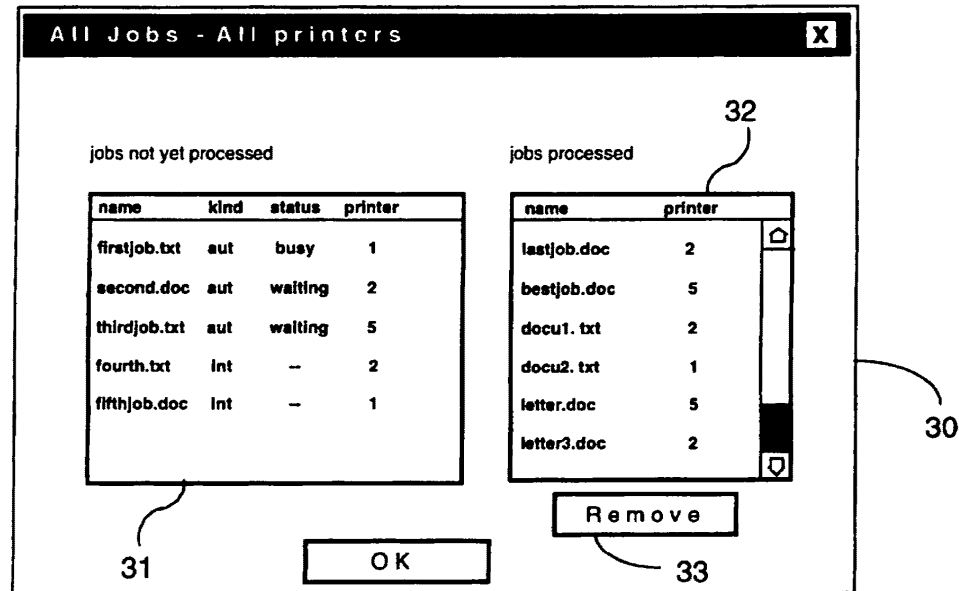 All Jobs - All printers X
32
jobs not yet processed
jobs processed
name kind status printer
firstjob.txt aut busy 1
second.doc aut waiting 2
thirdjob.txt aut waiting 5
fourth.txt int -- 2
fifthjob.doc int -- 1
name printer
lastjob.doc 2
bestjob.doc 5
docu1. txt 2
docu2. txt 1
letter.doc 5
letter3.doc 2
30
Remove
31
OK
33